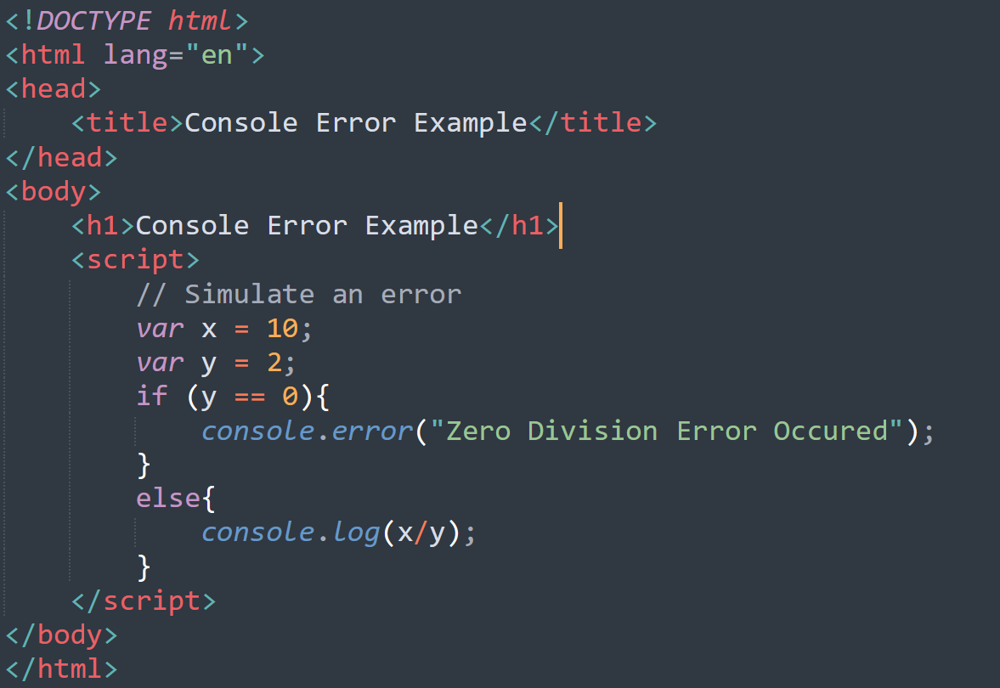 <!DOCTYPE html>
<html lang="en">
<head>
    <title>Console Error Example</title>
</head>
<body>
    <h1>Console Error Example</h1>
    <script>
        // Simulate an error
        var x = 10;
        var y = 2;
        if (y == 0){
            console.error("Zero Division Error Occured");
        }
        else{
            console.log(x/y);
        }
    </script>
</body>
</html>